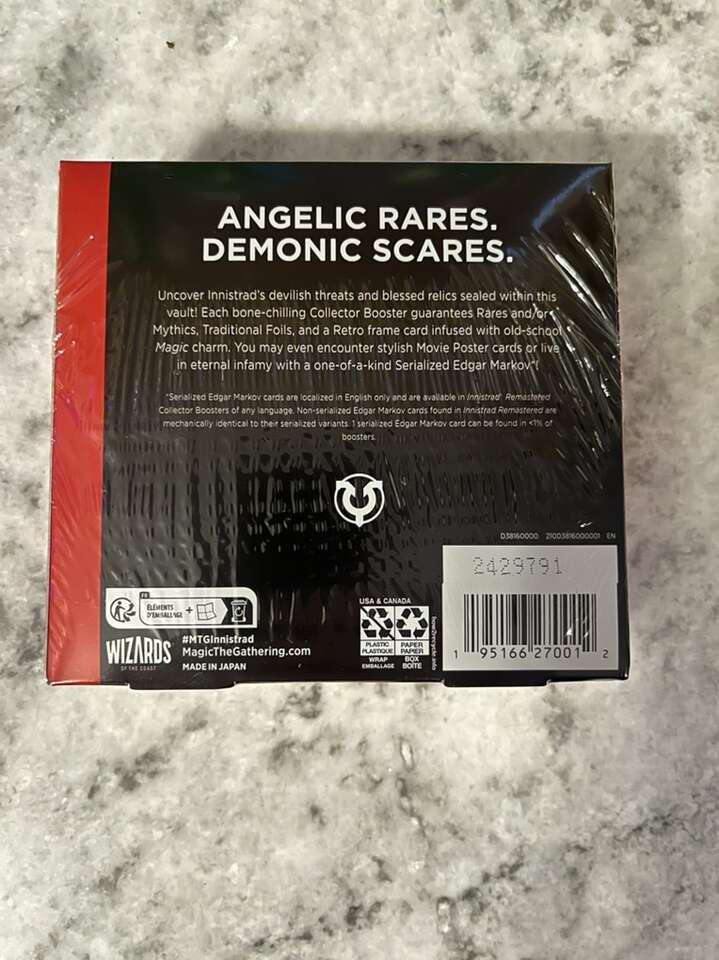 ANGELIC RARES.
DEMONIC SCARES.
Uncover Innistrad's devilish threats and blessed relics sealed within this
vault! Each bone-chilling Collector Booster guarantees Rares and/or
Mythics, Traditional Foils, and a Retro frame card infused with old-school
Magic charm. You may even encounter stylish Movie Poster cards or live
in eternal infamy with a one-of-a-kind Serialized Edgar Markov*!
*Serialized Edgar Markov cards are localized in English only and are available in Innistrad® Remastered
Collector Boosters of any language. Non-serialized Edgar Markov cards found in Innistrad Remastered are
mechanically identical to their serialized variants. 1 serialized Edgar Markov card can be found in <1% of
boosters.
D38160000 210D3816000001 EN
2429791
FR
ÉLÉMENTS
D'EMBALLAGE
+
WIZARDS
OF THE COAST
#MTGInnistrad
MagicTheGathering.com
MADE IN JAPAN
USA & CANADA
PLASTIC
PLASTIQUE
WRAP
EMBALLAGE
PAPER
PAPIER
BOX
BOÎTE
how2recycle.info
1 95166 27001 2